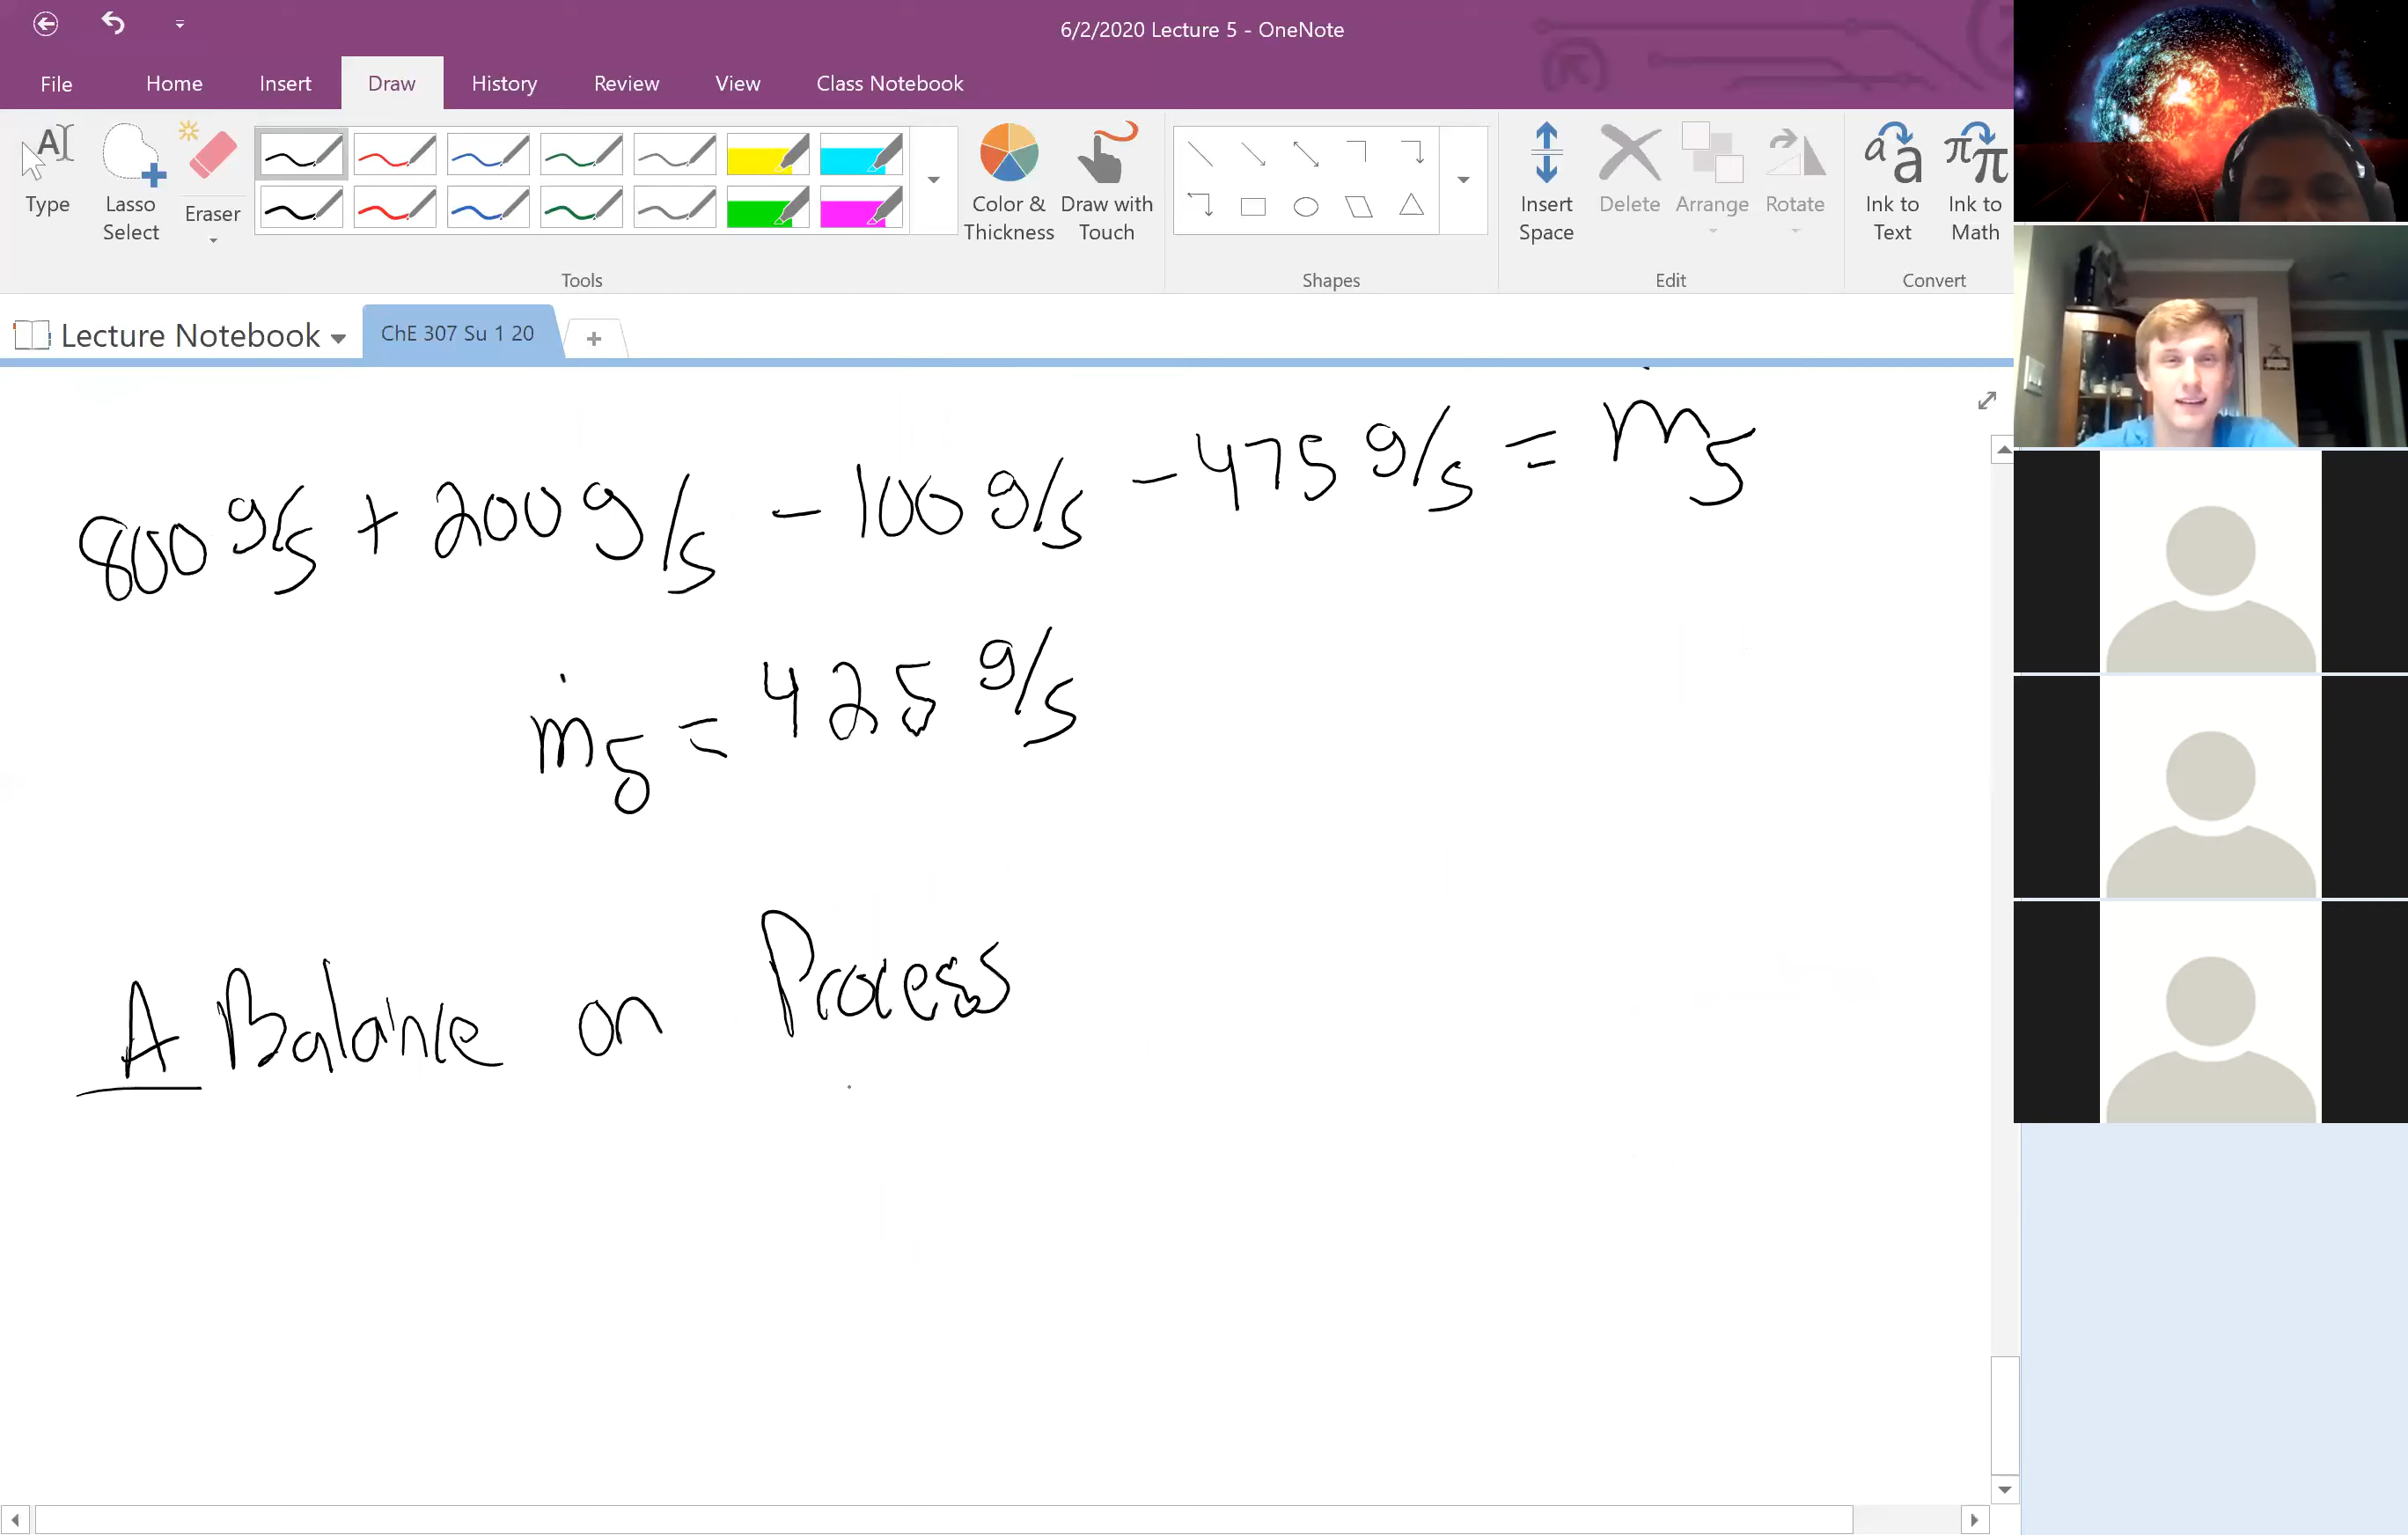 6/2/2020 Lecture 5 - OneNote
File Home Insert Draw History Review View Class Notebook
Type
Lasso Select
Eraser
Color & Thickness
Draw with Touch
Insert Space
Delete
Arrange
Rotate
Ink to Text
Ink to Math
Tools
Shapes
Edit
Convert
Lecture Notebook
ChE 307 Su 1 20
800 g/s + 200 g/s - 100 g/s - 475 g/s = ṁ5
ṁ5 = 425 g/s
A Balance on Process